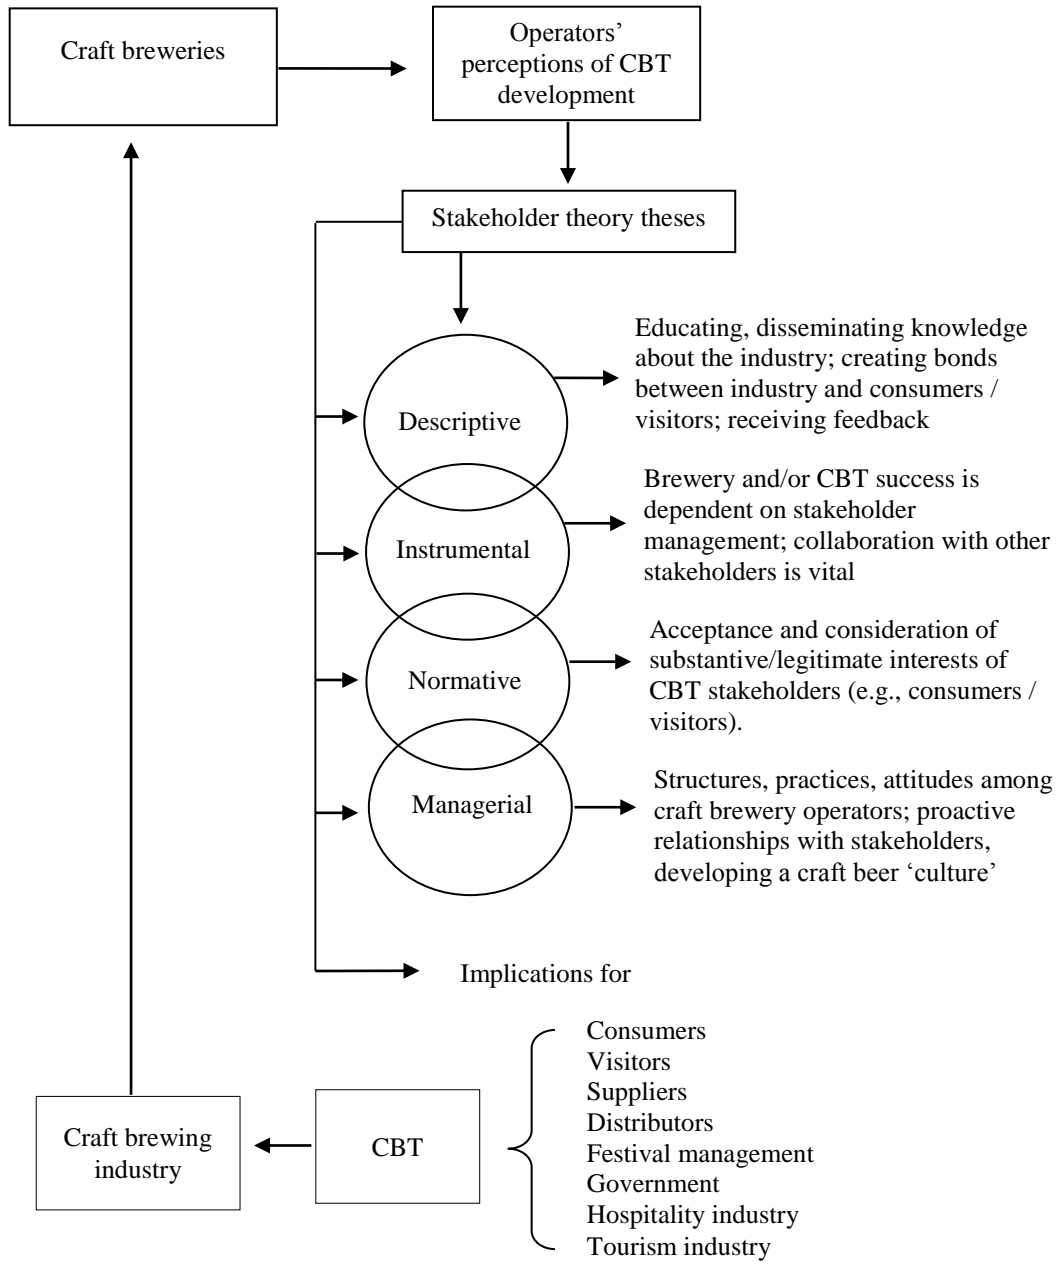 Craft breweries
Operators’
perceptions of CBT
development
Stakeholder theory theses
Educating, disseminating knowledge
about the industry; creating bonds
between industry and consumers /
visitors; receiving feedback
Descriptive
Brewery and/or CBT success is
dependent on stakeholder
management; collaboration with other
stakeholders is vital
Instrumental
Acceptance and consideration of
substantive/legitimate interests of
CBT stakeholders (e.g., consumers /
visitors).
Normative
Structures, practices, attitudes among
craft brewery operators; proactive
relationships with stakeholders,
developing a craft beer ‘culture’
Managerial
Implications for
Consumers
Visitors
Suppliers
Distributors
Festival management
Government
Hospitality industry
Tourism industry
CBT
Craft brewing
industry